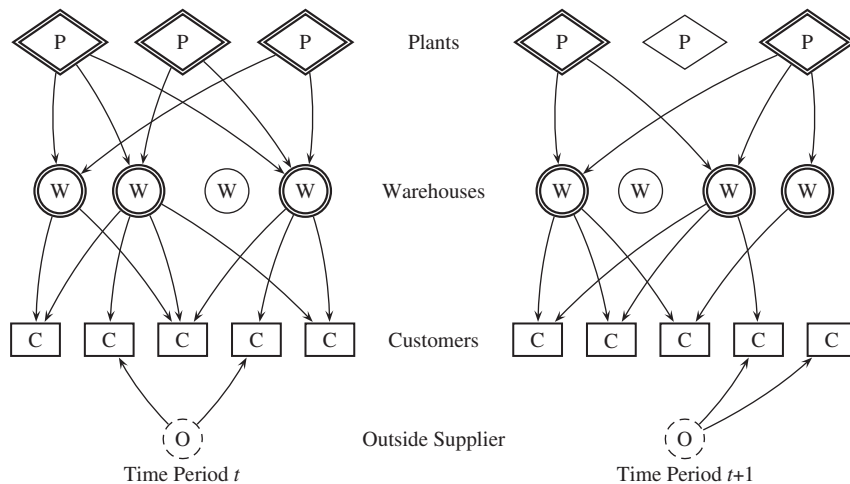 P P P Plants P P P
W W W W Warehouses W W W W
C C C C C Customers C C C C C
O Outside Supplier O
Time Period t Time Period t+1